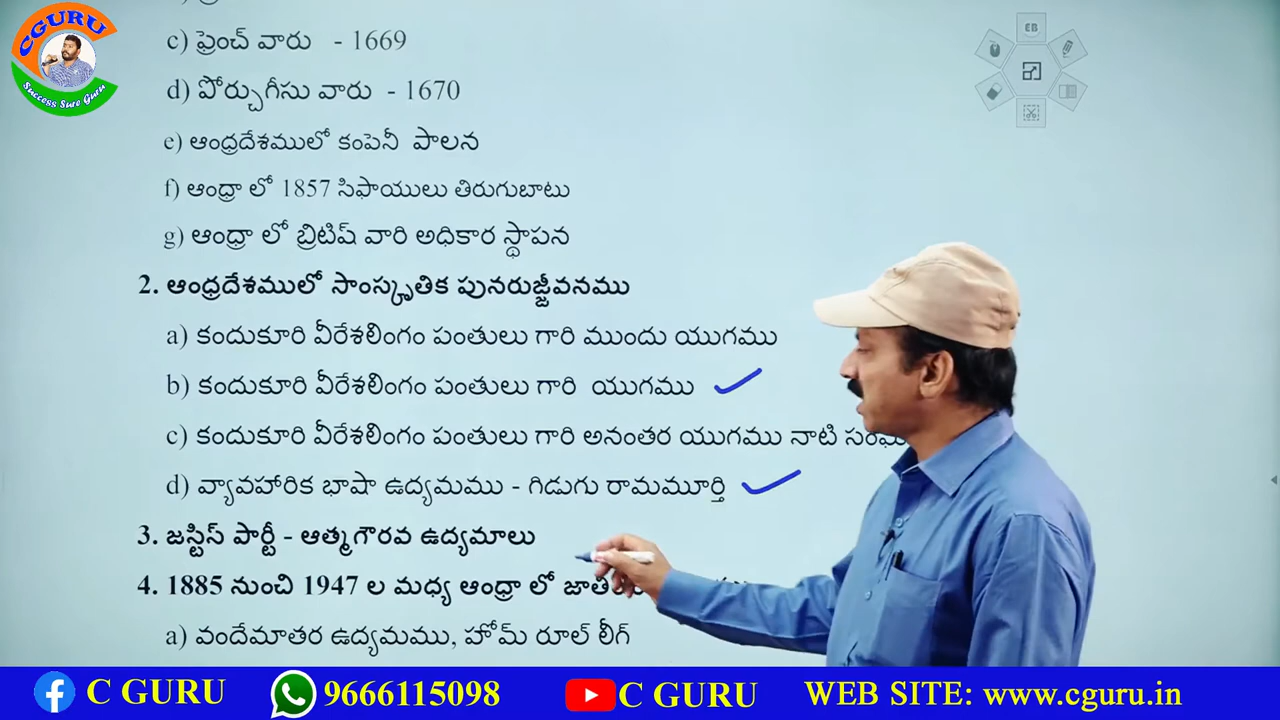 CGURU
Success Sure Guru
EB
c) ఫ్రెంచ్ వారు - 1669
d) పోర్చుగీసు వారు - 1670
e) ఆంధ్రదేశములో కంపెనీ పాలన
f) ఆంధ్రా లో 1857 సిపాయులు తిరుగుబాటు
g) ఆంధ్రా లో బ్రిటిష్ వారి అధికార స్థాపన
2. ఆంధ్రదేశములో సాంస్కృతిక పునరుజ్జీవనము
a) కందుకూరి వీరేశలింగం పంతులు గారి ముందు యుగము
b) కందుకూరి వీరేశలింగం పంతులు గారి యుగము
c) కందుకూరి వీరేశలింగం పంతులు గారి అనంతర యుగము నాటి
d) వ్యావహారిక భాషా ఉద్యమము - గిడుగు రామమూర్తి
3. జస్టిస్ పార్టీ - ఆత్మగౌరవ ఉద్యమాలు
4. 1885 నుంచి 1947 ల మధ్య ఆంధ్రా లో
a) వందేమాతర ఉద్యమము, హోమ్ రూల్ లీగ్
C GURU 9666115098 C GURU WEB SITE: www.cguru.in